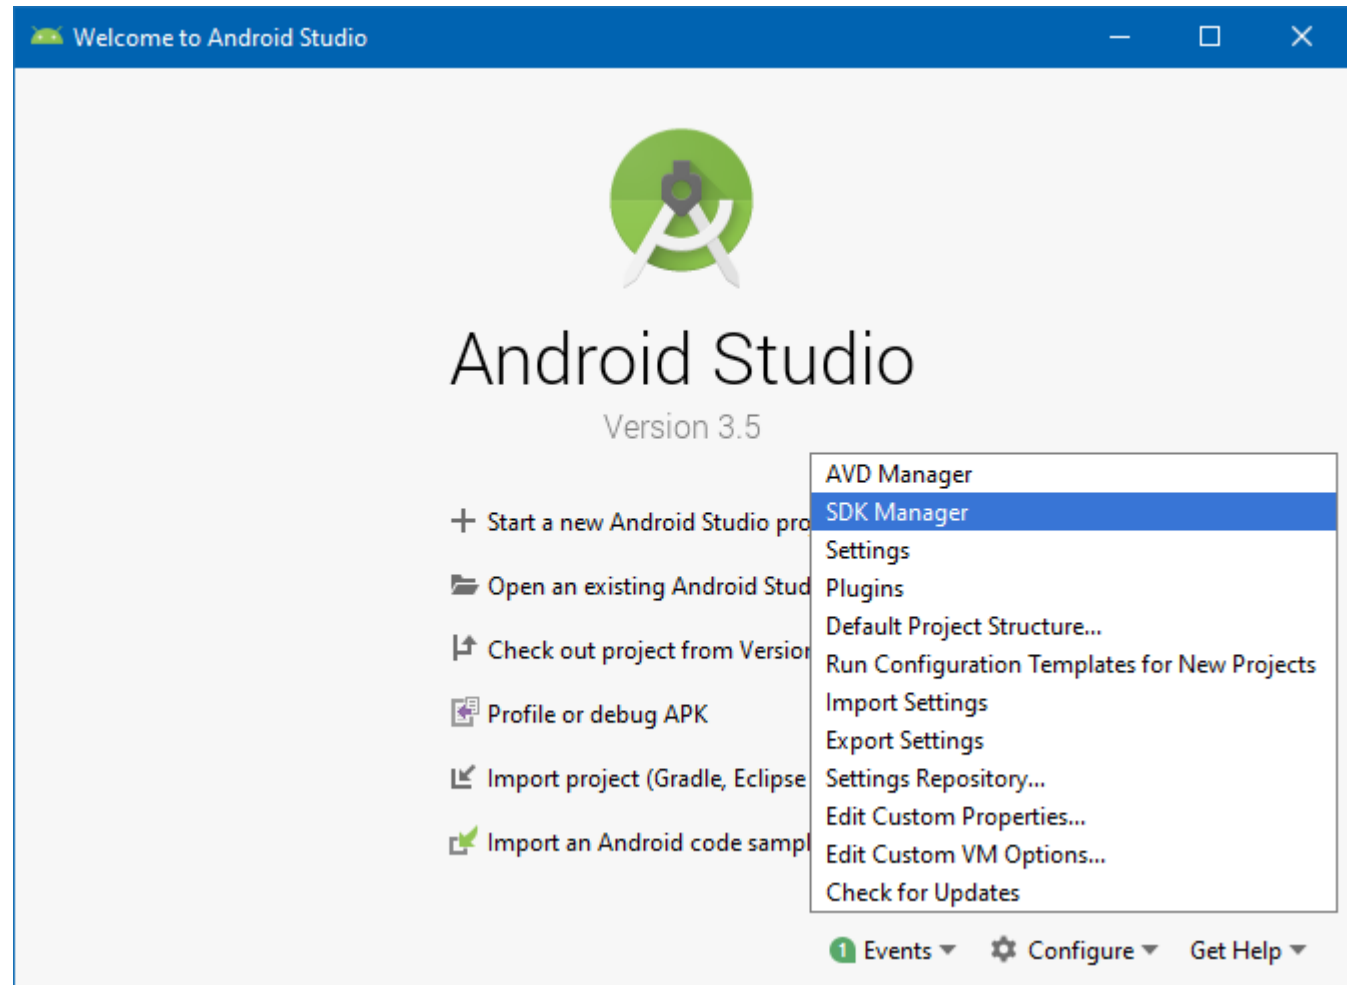 Welcome to Android Studio
Android Studio
Version 3.5
Start a new Android Studio pro
Open an existing Android Stud
Check out project from Version
Profile or debug APK
Import project (Gradle, Eclipse
Import an Android code sampl
AVD Manager
SDK Manager
Settings
Plugins
Default Project Structure...
Run Configuration Templates for New Projects
Import Settings
Export Settings
Settings Repository...
Edit Custom Properties...
Edit Custom VM Options...
Check for Updates
1 Events Configure Get Help